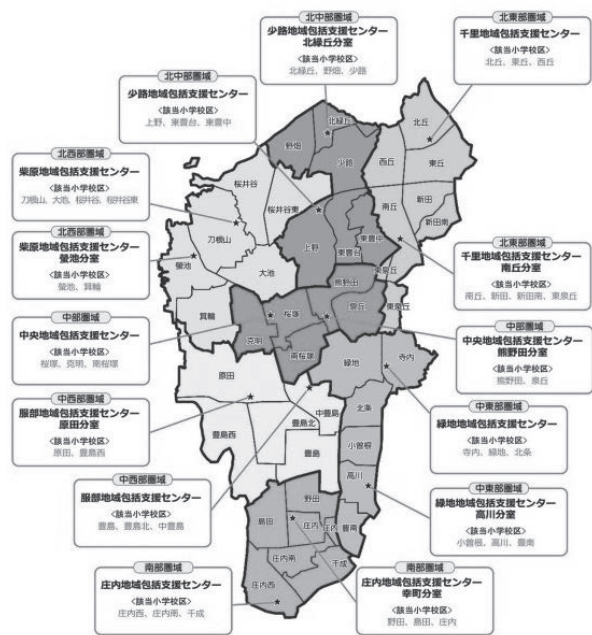 北中部圏域
少路地域包括支援センター
北緑丘分室
<該当小学校区>
北緑丘、野畑、少路
北東部圏域
千里地域包括支援センター
<該当小学校区>
北丘、東丘、西丘
北中部圏域
少路地域包括支援センター
<該当小学校区>
上野、東豊台、東豊中
北西部圏域
柴原地域包括支援センター
<該当小学校区>
刀根山、大池、桜井谷、桜井谷東
北西部圏域
柴原地域包括支援センター
螢池分室
<該当小学校区>
螢池、箕輪
北東部圏域
千里地域包括支援センター
南丘分室
<該当小学校区>
南丘、新田、新田南、東泉丘
中部圏域
中央地域包括支援センター
<該当小学校区>
桜塚、克明、南桜塚
中部圏域
中央地域包括支援センター
熊野田分室
<該当小学校区>
熊野田、泉丘
中西部圏域
服部地域包括支援センター
原田分室
<該当小学校区>
原田、豊島西
中東部圏域
緑地地域包括支援センター
<該当小学校区>
寺内、緑地、北条
中西部圏域
服部地域包括支援センター
<該当小学校区>
豊島、豊島北、中豊島
中東部圏域
緑地地域包括支援センター
高川分室
<該当小学校区>
小曽根、高川、豊南
南部圏域
庄内地域包括支援センター
<該当小学校区>
庄内西、庄内南、千成
南部圏域
庄内地域包括支援センター
幸町分室
<該当小学校区>
野田、島田、庄内
北緑丘
野畑
少路
北丘
西丘
東丘
桜井谷
桜井谷東
南丘
新田
新田南
刀根山
上野
東豊中
東豊台
螢池
大池
東泉丘
熊野田
箕輪
桜塚
泉丘
東泉丘
克明
南桜塚
緑地
寺内
原田
北条
中豊島
豊島北
豊島西
小曽根
豊島
高川
野田
島田
庄内
庄内
豊南
庄内南
千成
庄内西